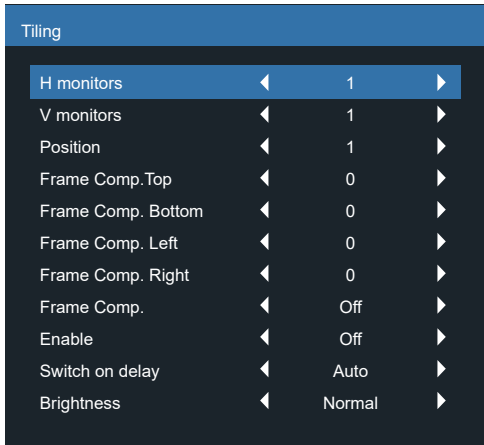 Tiling
H monitors 1
V monitors 1
Position 1
Frame Comp.Top 0
Frame Comp. Bottom 0
Frame Comp. Left 0
Frame Comp. Right 0
Frame Comp. Off
Enable Off
Switch on delay Auto
Brightness Normal